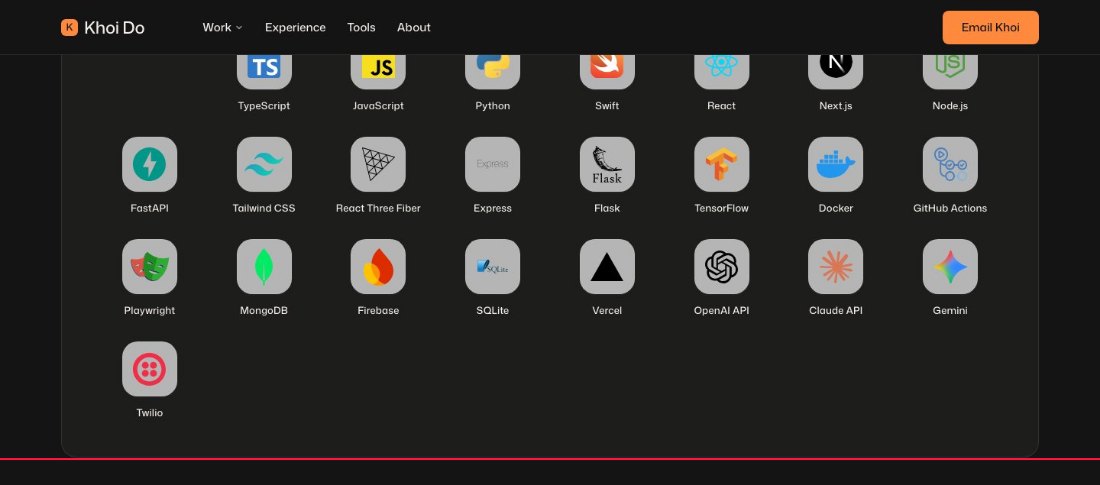 K Khoi Do Work Experience Tools About Email Khoi
TS JS N JS
TypeScript JavaScript Python Swift React Next.js Node.js
Express Flask
FastAPI Tailwind CSS React Three Fiber Express Flask TensorFlow Docker GitHub Actions
SQLite
Playwright MongoDB Firebase SQLite Vercel OpenAI API Claude API Gemini
Twilio